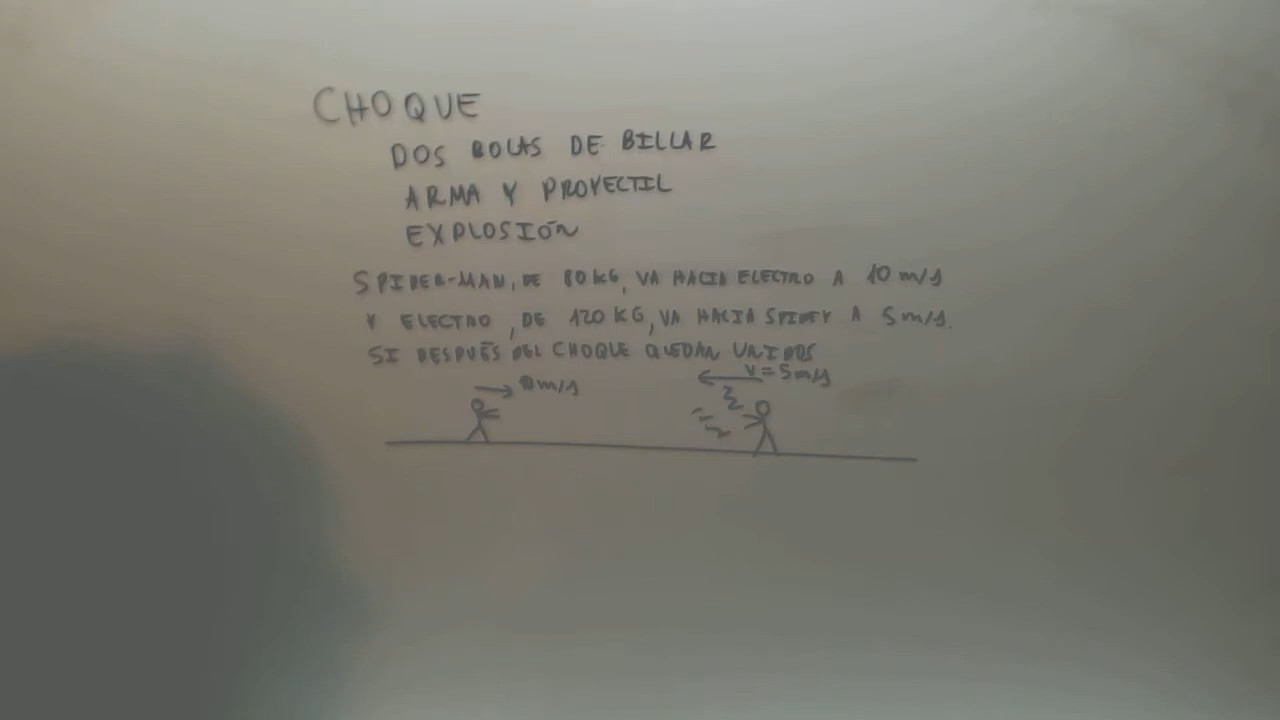 CHOQUE
DOS BOLAS DE BILLAR
ARMA Y PROYECTIL
EXPLOSIÓN
SPIDER-MAN, DE 80 KG, VA HACIA ELECTRO A 10 m/s
Y ELECTRO, DE 120 KG, VA HACIA SPIDEY A 5 m/s.
SI DESPUÉS DEL CHOQUE QUEDAN UNIDOS
10 m/s
V = 5 m/s